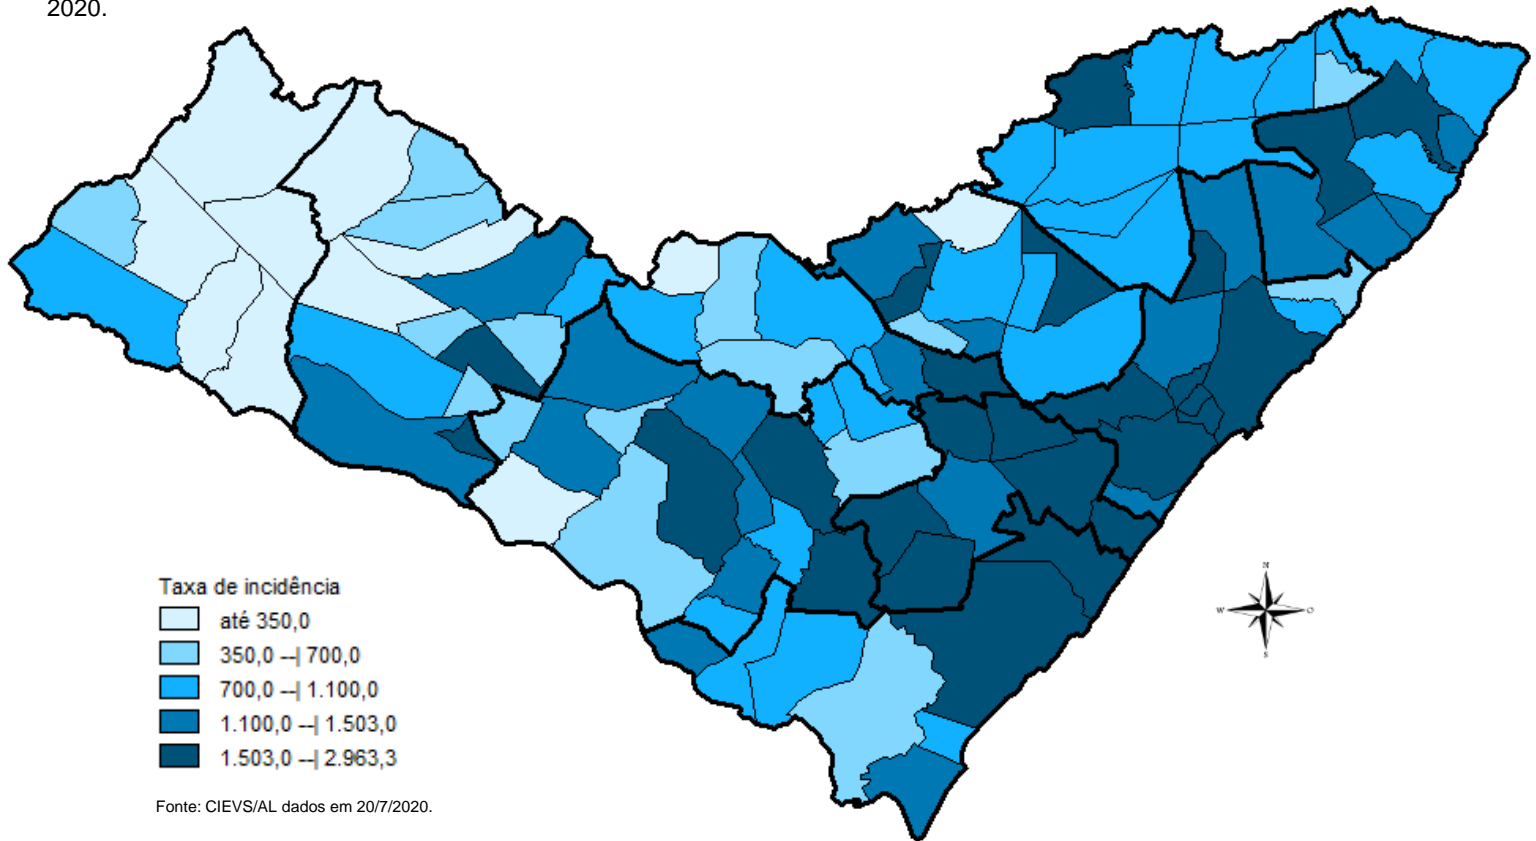 2020.
N
W
O
S
Taxa de incidência
até 350,0
350,0 --| 700,0
700,0 --| 1.100,0
1.100,0 --| 1.503,0
1.503,0 --| 2.963,3
Fonte: CIEVS/AL dados em 20/7/2020.